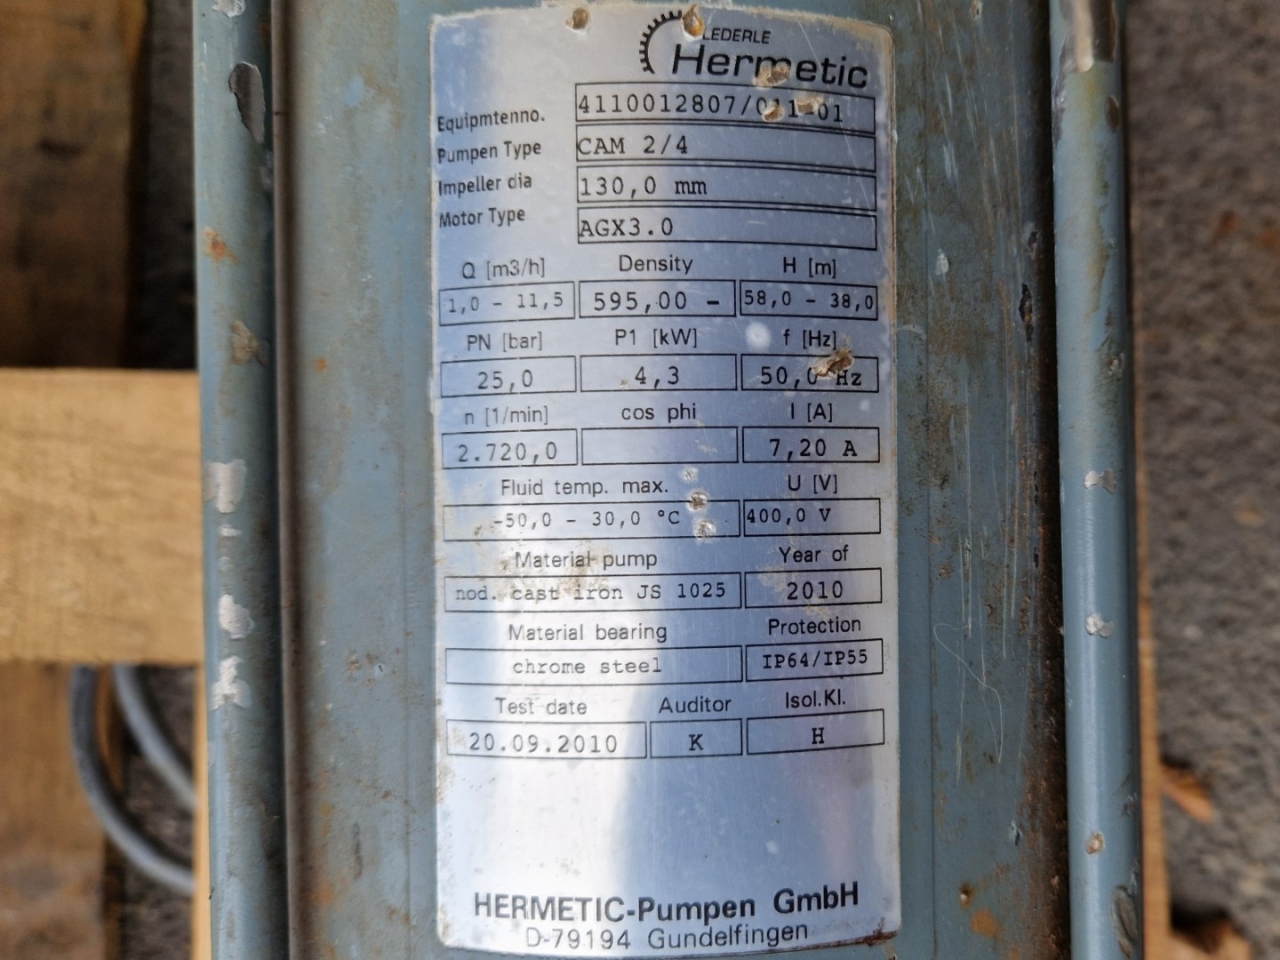 LEDERLE
Hermetic
Equipmtenno. 4110012807/011-01
Pumpen Type CAM 2/4
Impeller dia 130,0 mm
Motor Type AGX3.0
Q [m3/h] Density H [m]
1,0 - 11,5 595,00 - 58,0 - 38,0
PN [bar] P1 [kW] f [Hz]
25,0 4,3 50,0 Hz
n [1/min] cos phi I [A]
2.720,0 7,20 A
Fluid temp. max. U [V]
-50,0 - 30,0 °C 400,0 V
Material pump Year of
nod. cast iron JS 1025 2010
Material bearing Protection
chrome steel IP64/IP55
Test date Auditor Isol.Kl.
20.09.2010 K H
HERMETIC-Pumpen GmbH
D-79194 Gundelfingen